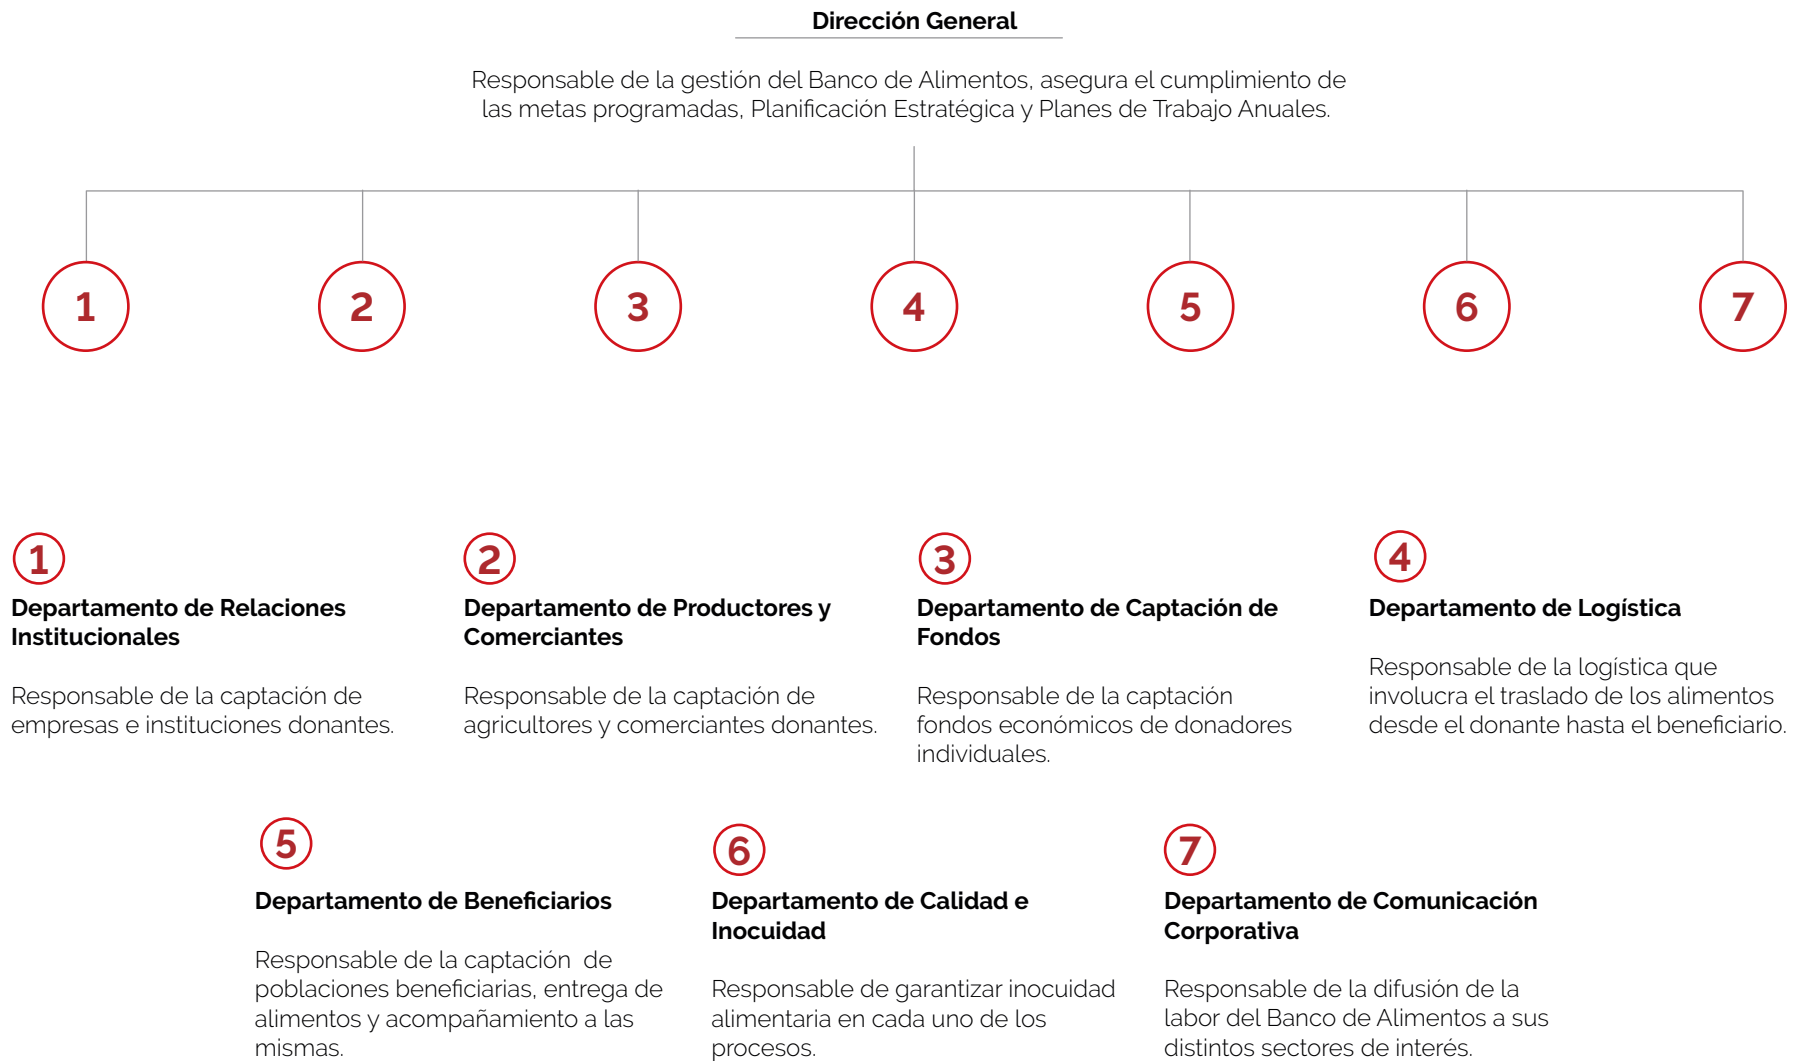 Dirección General
Responsable de la gestión del Banco de Alimentos, asegura el cumplimiento de
las metas programadas, Planificación Estratégica y Planes de Trabajo Anuales.
1
2
3
4
5
6
7
1
Departamento de Relaciones
Institucionales
Responsable de la captación de
empresas e instituciones donantes.
2
Departamento de Productores y
Comerciantes
Responsable de la captación de
agricultores y comerciantes donantes.
3
Departamento de Captación de
Fondos
Responsable de la captación
fondos económicos de donadores
individuales.
4
Departamento de Logística
Responsable de la logística que
involucra el traslado de los alimentos
desde el donante hasta el beneficiario.
5
Departamento de Beneficiarios
Responsable de la captación  de
poblaciones beneficiarias, entrega de
alimentos y acompañamiento a las
mismas.
6
Departamento de Calidad e
Inocuidad
Responsable de garantizar inocuidad
alimentaria en cada uno de los
procesos.
7
Departamento de Comunicación
Corporativa
Responsable de la difusión de la
labor del Banco de Alimentos a sus
distintos sectores de interés.